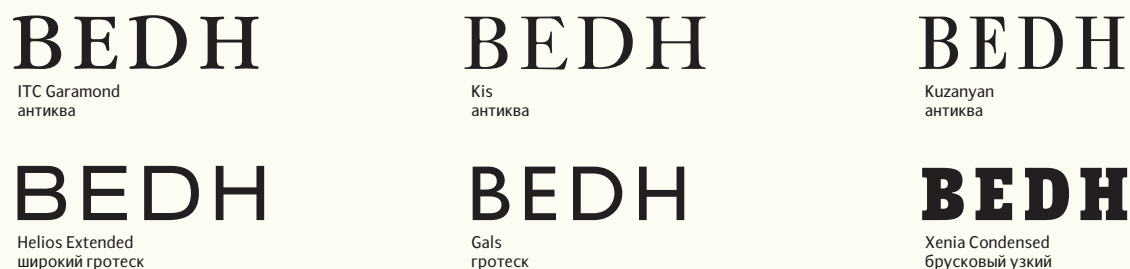 BEDH
ITC Garamond
антиква
BEDH
Kis
антиква
BEDH
Kuzanyan
антиква
BEDH
Helios Extended
широкий гротеск
BEDH
Gals
гротеск
BEDH
Xenia Condensed
брусковый узкий